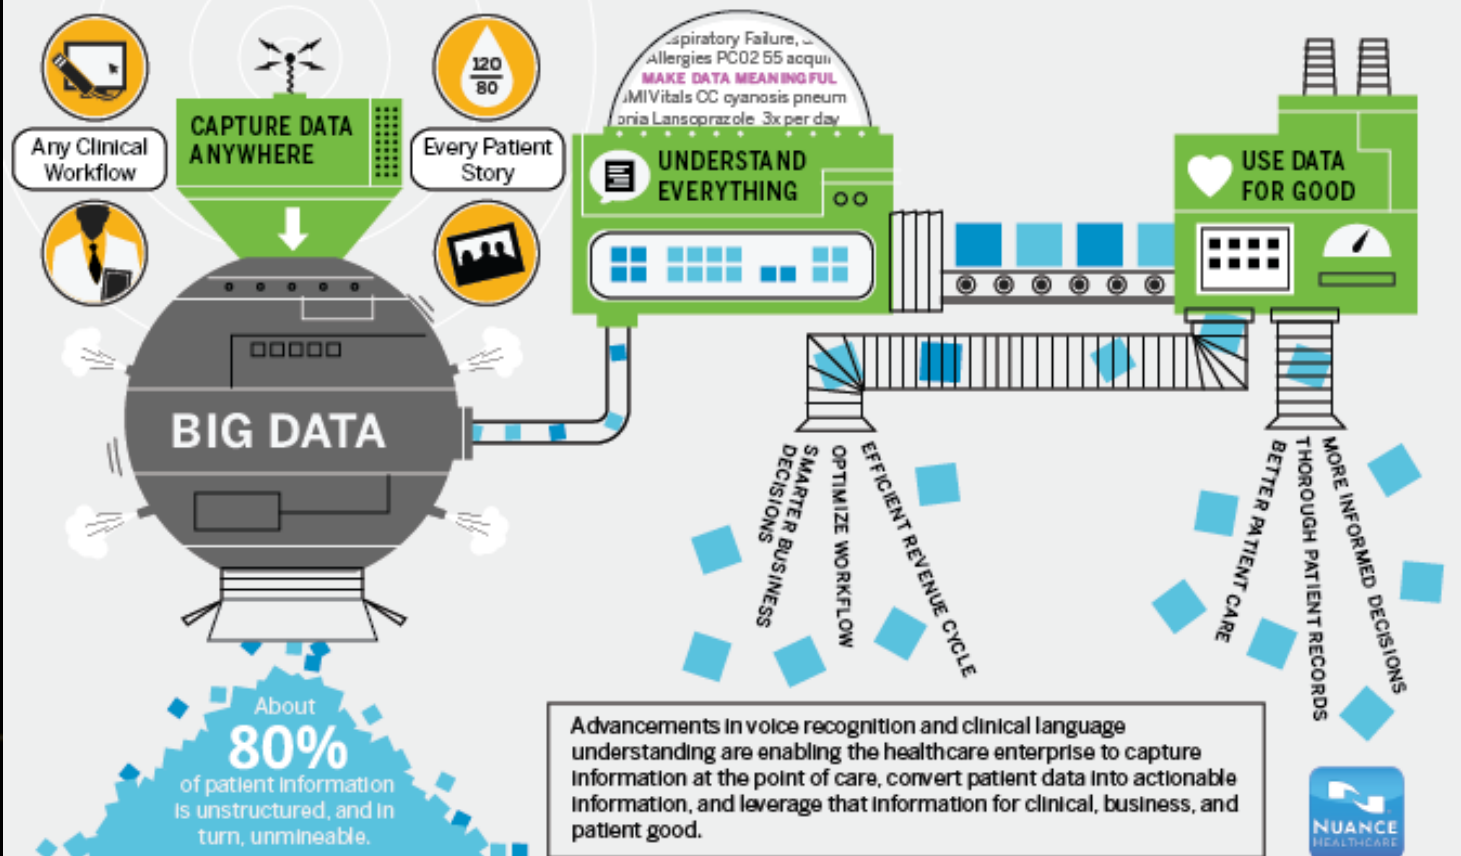 Any Clinical
Workflow
CAPTURE DATA
ANYWHERE
120
80
Every Patient
Story
BIG DATA
About
80%
of patient information
is unstructured, and in
turn, unmineable.
spiratory Failure,
Allergies PCO2 55 acqui
MAKE DATA MEANINGFUL
MIVitals CC cyanosis pneum
onia Lansoprazole 3x per day
UNDERSTAND
EVERYTHING
USE DATA
FOR GOOD
SMARTER BUSINESS
DECISIONS
OPTIMIZE WORKFLOW
EFFICIENT REVENUE CYCLE
BETTER PATIENT CARE
THOROUGH PATIENT RECORDS
MORE INFORMED DECISIONS
Advancements in voice recognition and clinical language
understanding are enabling the healthcare enterprise to capture
information at the point of care, convert patient data into actionable
information, and leverage that information for clinical, business, and
patient good.
NUANCE
HEALTHCARE